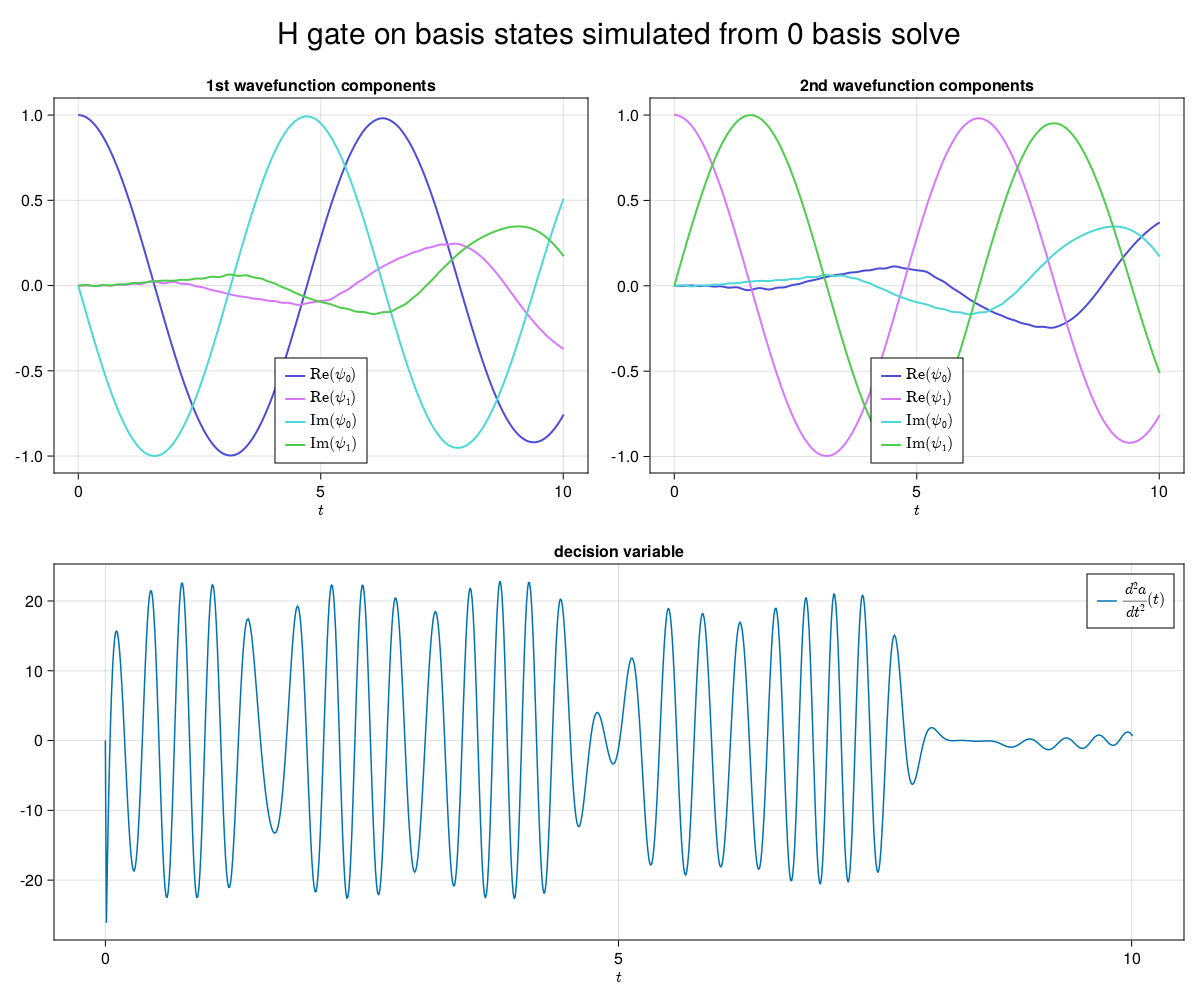 H gate on basis states simulated from 0 basis solve
1st wavefunction components
1.0
0.5
0.0
-0.5
-1.0
0
5
10
t
Re(ψ₀)
Re(ψ₁)
Im(ψ₀)
Im(ψ₁)
2nd wavefunction components
1.0
0.5
0.0
-0.5
-1.0
0
5
10
t
Re(ψ₀)
Re(ψ₁)
Im(ψ₀)
Im(ψ₁)
decision variable
20
10
0
-10
-20
0
5
10
t
d²a/dt²(t)